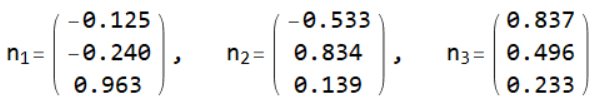 n₁= ( -0.125 -0.240 0.963 ) , n₂= ( -0.533 0.834 0.139 ) , n₃= ( 0.837 0.496 0.233 )